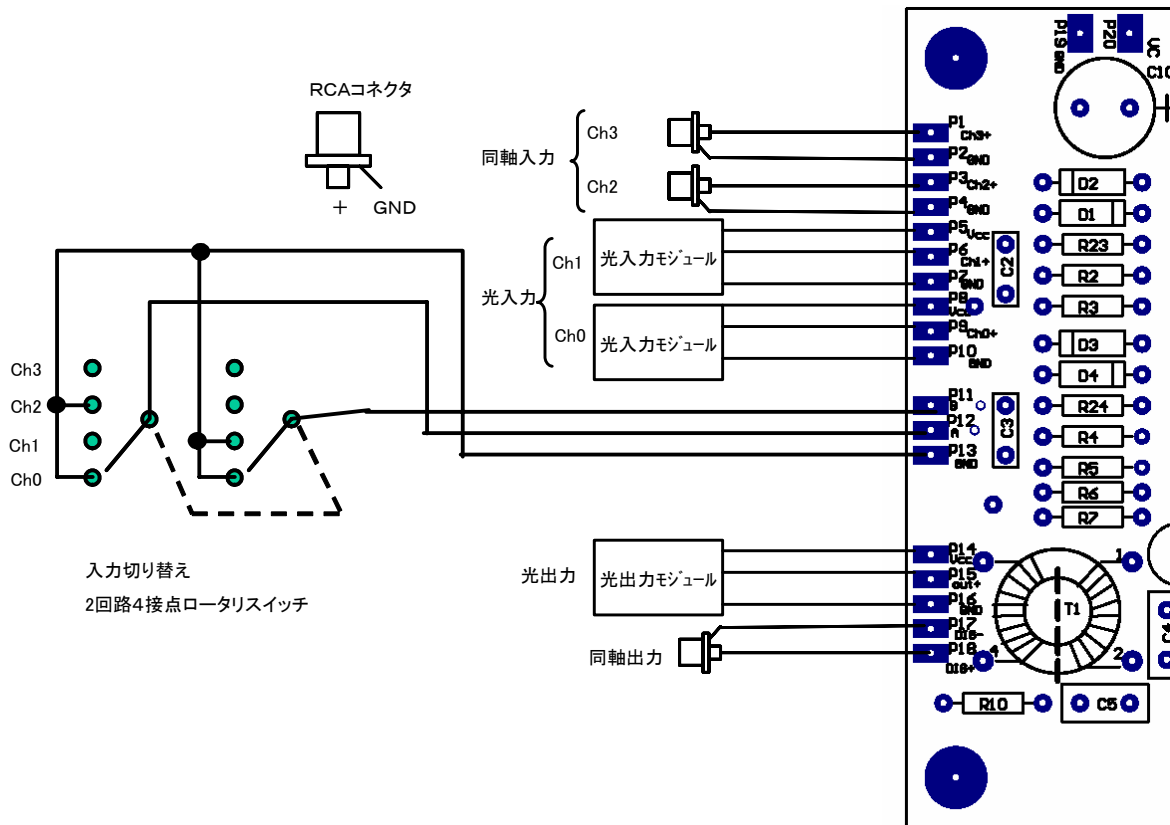 RCAコネクタ
+ GND
同軸入力
Ch3
Ch2
光入力
Ch1
光入力モジュール
Ch0
光入力モジュール
Ch3
Ch2
Ch1
Ch0
入力切り替え
2回路4接点ロータリスイッチ
光出力
光出力モジュール
同軸出力
P19 GND
P20
VC
C10
P1
Ch3+
P2
GND
P3
Ch2+
P4
GND
P5
Vcc
P6
Ch1+
P7
GND
P8
Vcc
P9
Ch0+
P10
GND
P11
B
P12
A
P13
GND
P14
Vcc
P15
out+
P16
GND
P17
DIG-
P18
DIG+
D2
D1
R23
C2
R2
R3
D3
D4
R24
C3
R4
R5
R6
R7
1
T1
4
2
C4
R10
C5